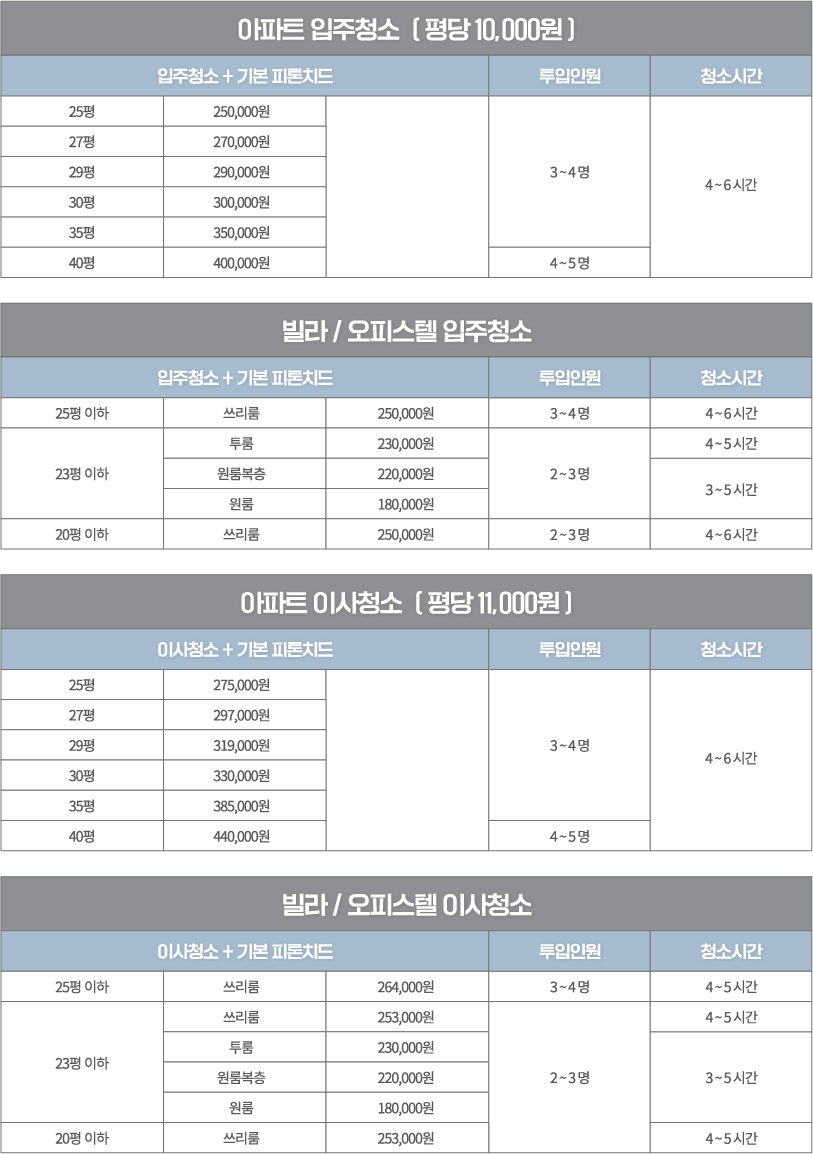 아파트 입주청소 ( 평당 10,000원 )
입주청소 + 기본 피톤치드 투입인원 청소시간
25평 250,000원
27평 270,000원
29평 290,000원 3~4명
4~6시간
30평 300,000원
35평 350,000원
40평 400,000원 4~5명
빌라 / 오피스텔 입주청소
입주청소 + 기본 피톤치드 투입인원 청소시간
25평 이하 쓰리룸 250,000원 3~4명 4~6시간
투룸 230,000원 4~5시간
23평 이하 원룸복층 220,000원 2~3명
3~5시간
원룸 180,000원
20평 이하 쓰리룸 250,000원 2~3명 4~6시간
아파트 이사청소 ( 평당 11,000원 )
이사청소 + 기본 피톤치드 투입인원 청소시간
25평 275,000원
27평 297,000원
29평 319,000원 3~4명
4~6시간
30평 330,000원
35평 385,000원
40평 440,000원 4~5명
빌라 / 오피스텔 이사청소
이사청소 + 기본 피톤치드 투입인원 청소시간
25평 이하 쓰리룸 264,000원 3~4명 4~5시간
쓰리룸 253,000원 4~5시간
투룸 230,000원
23평 이하
원룸복층 220,000원 2~3명 3~5시간
원룸 180,000원
20평 이하 쓰리룸 253,000원 4~5시간